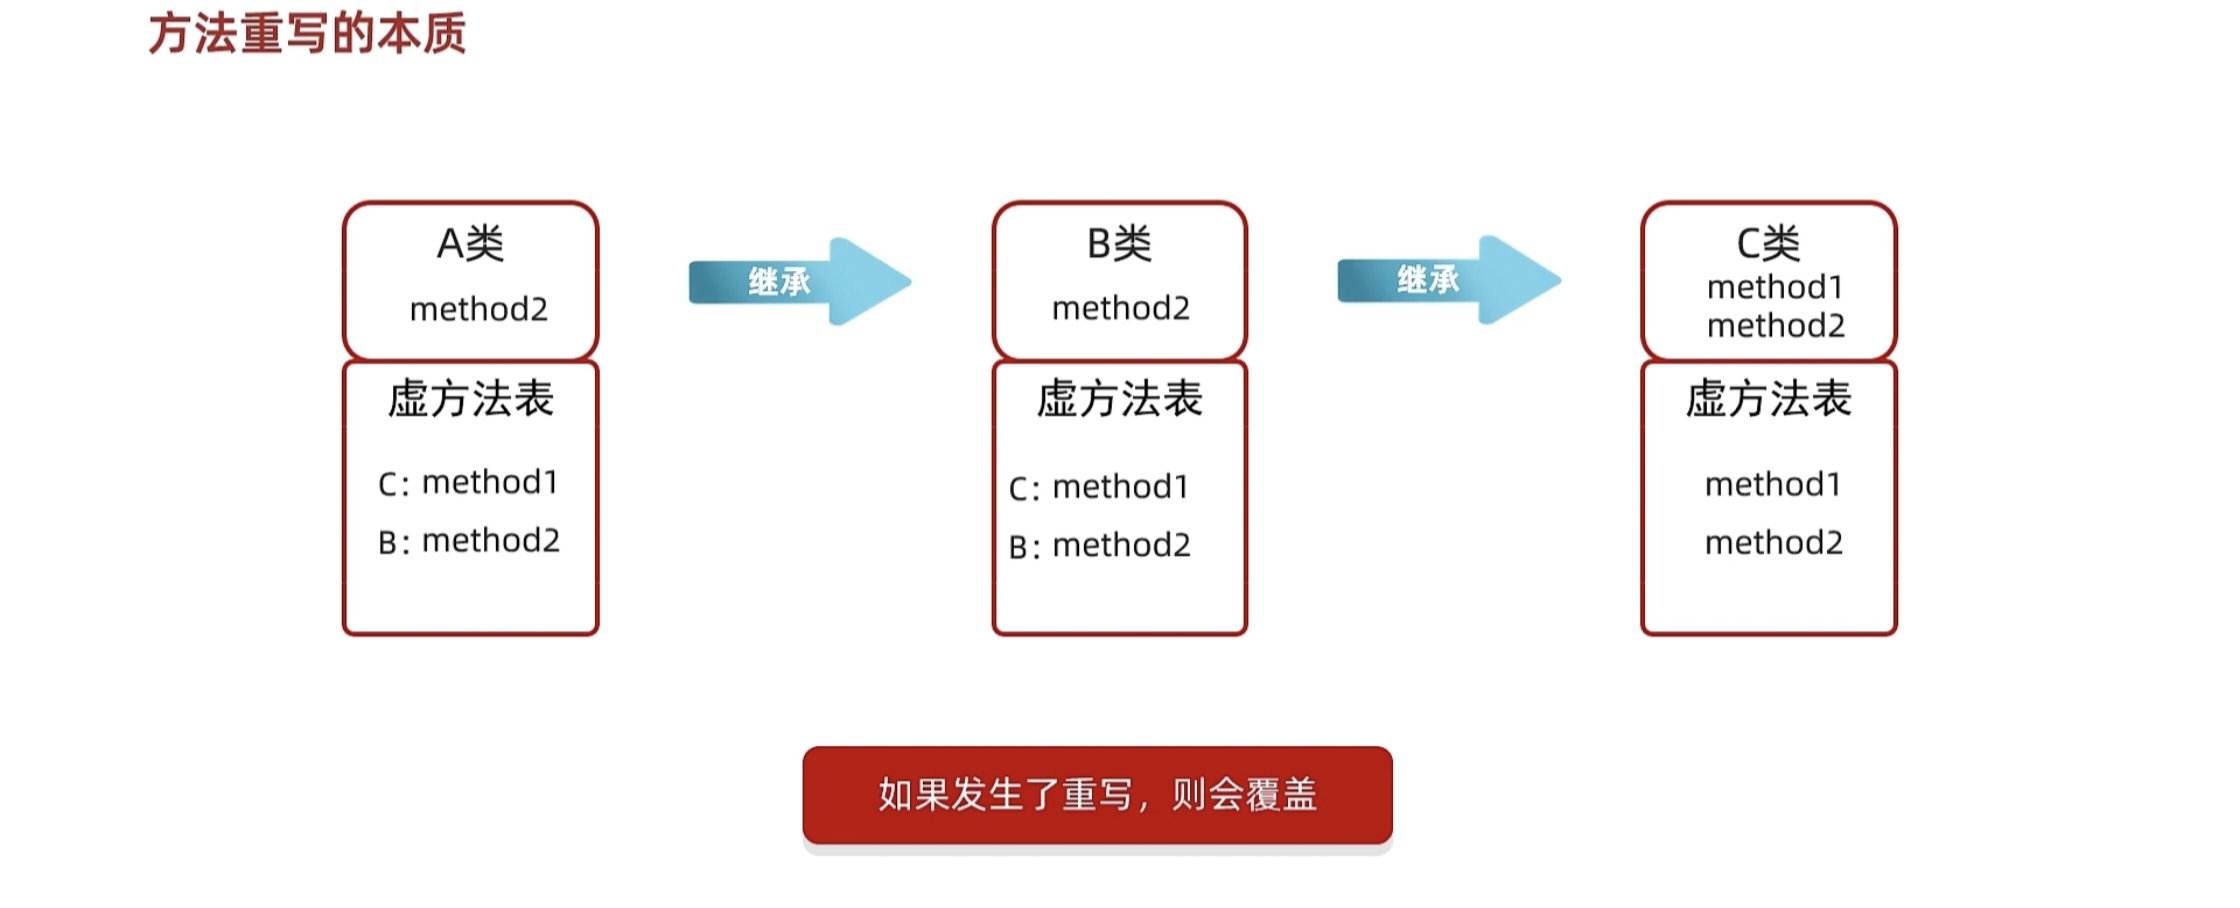 方法重写的本质
A类
method2
虚方法表
C: method1
B: method2
继承
B类
method2
虚方法表
C: method1
B: method2
继承
C类
method1
method2
虚方法表
method1
method2
如果发生了重写，则会覆盖